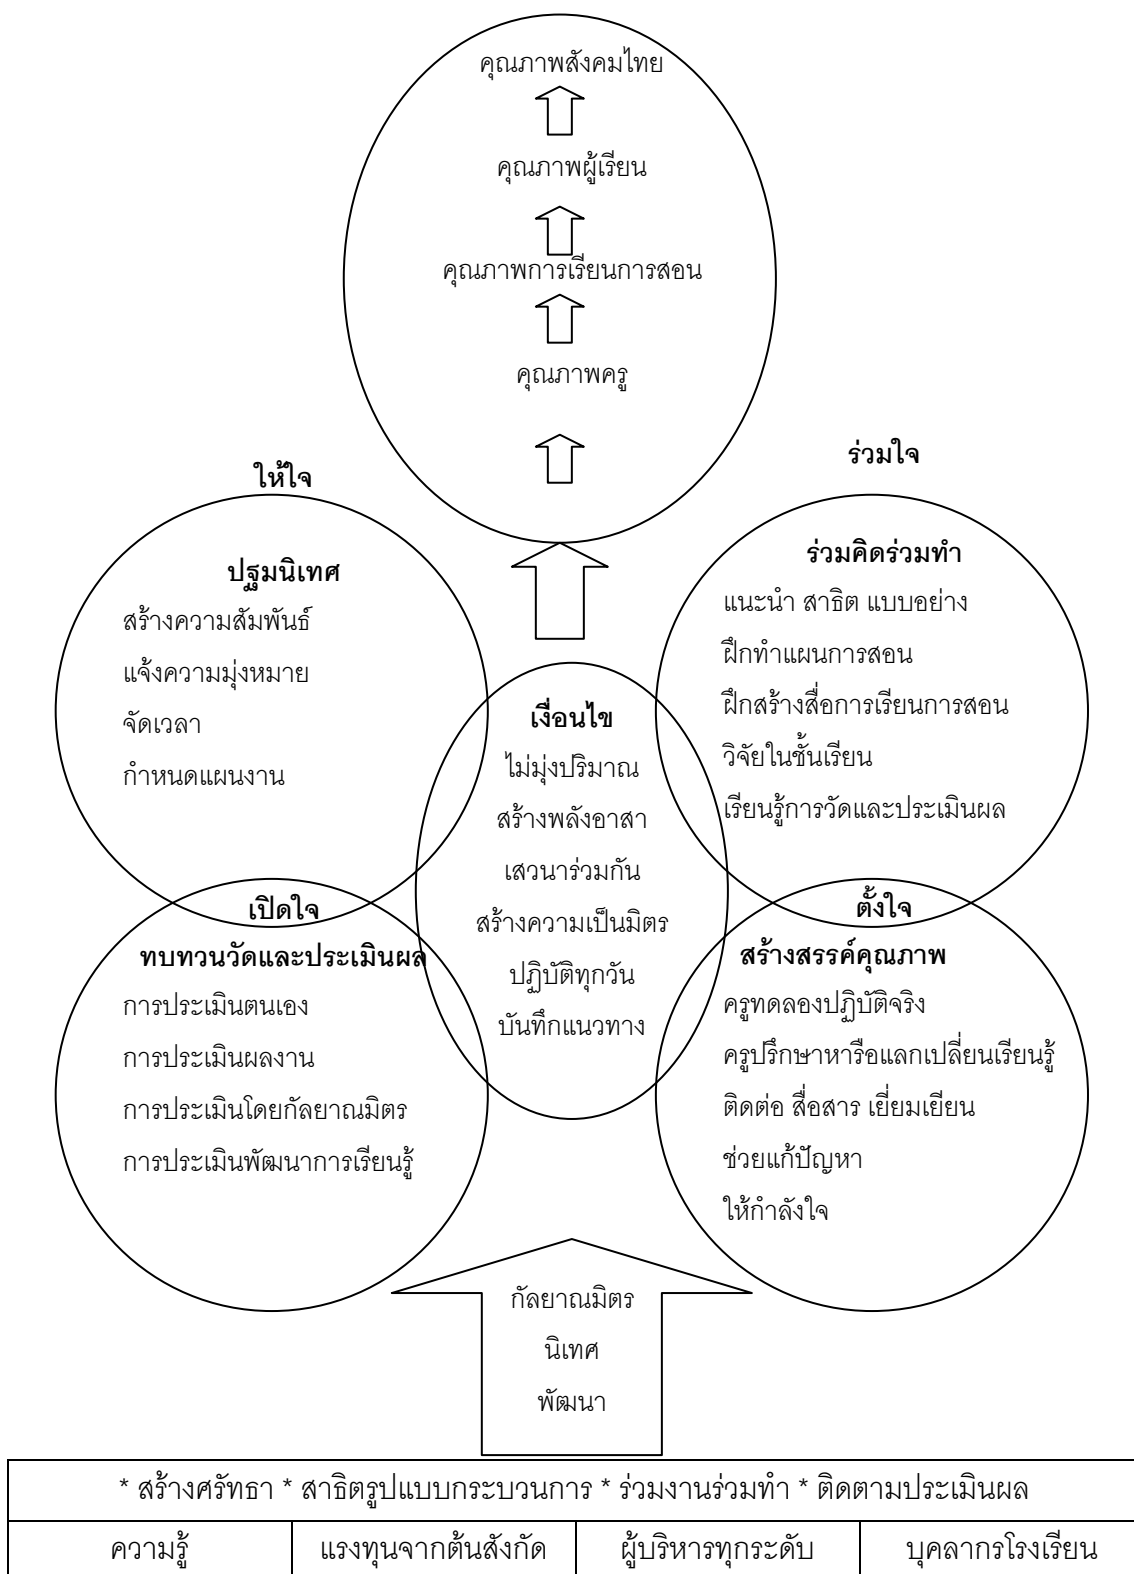 คุณภาพสังคมไทย
คุณภาพผู้เรียน
คุณภาพการเรียนการสอน
คุณภาพครู
ให้ใจ
ปฐมนิเทศ
สร้างความสัมพันธ์
แจ้งความมุ่งหมาย
จัดเวลา
กำหนดแผนงาน
ร่วมใจ
ร่วมคิดร่วมทำ
แนะนำ สาธิต แบบอย่าง
ฝึกทำแผนการสอน
ฝึกสร้างสื่อการเรียนการสอน
วิจัยในชั้นเรียน
เรียนรู้การวัดและประเมินผล
เงื่อนไข
ไม่มุ่งปริมาณ
สร้างพลังอาสา
เสวนาร่วมกัน
สร้างความเป็นมิตร
ปฏิบัติทุกวัน
บันทึกแนวทาง
เปิดใจ
ทบทวนวัดและประเมินผล
การประเมินตนเอง
การประเมินผลงาน
การประเมินโดยกัลยาณมิตร
การประเมินพัฒนาการเรียนรู้
ตั้งใจ
สร้างสรรค์คุณภาพ
ครูทดลองปฏิบัติจริง
ครูปรึกษาหารือแลกเปลี่ยนเรียนรู้
ติดต่อ สื่อสาร เยี่ยมเยียน
ช่วยแก้ปัญหา
ให้กำลังใจ
กัลยาณมิตร
นิเทศ
พัฒนา
* สร้างศรัทธา * สาธิตรูปแบบกระบวนการ * ร่วมงานร่วมทำ * ติดตามประเมินผล
ความรู้ แรงทุนจากต้นสังกัด ผู้บริหารทุกระดับ บุคลากรโรงเรียน